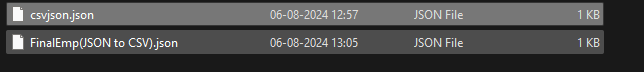 csvjson.json 06-08-2024 12:57 JSON File 1 KB
FinalEmp(JSON to CSV).json 06-08-2024 13:05 JSON File 1 KB